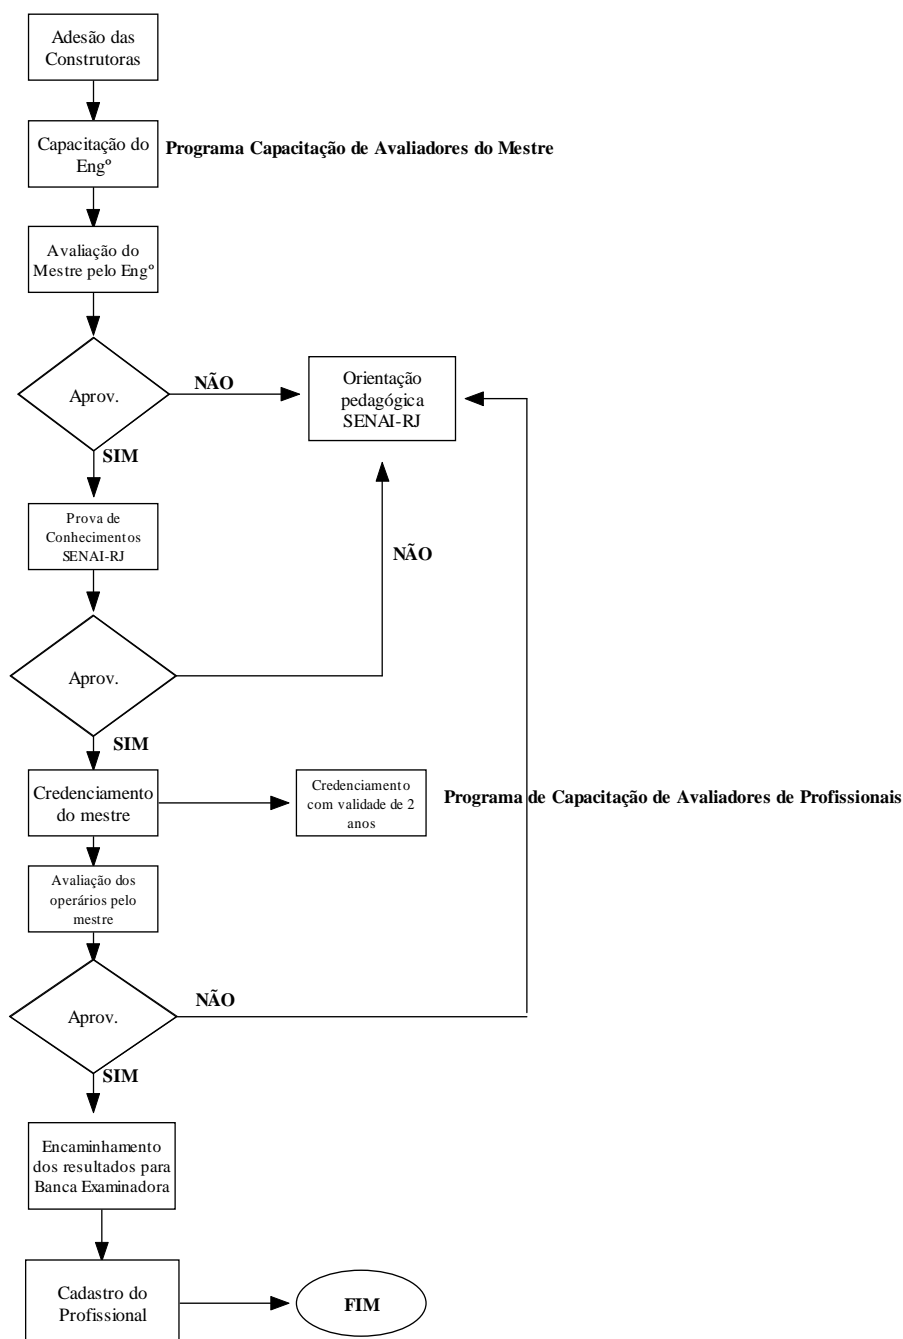 Adesão das
Construtoras
Capacitação do
Engº
Programa Capacitação de Avaliadores do Mestre
Avaliação do
Mestre pelo Engº
Aprov.
NÃO
Orientação
pedagógica
SENAI-RJ
SIM
Prova de
Conhecimentos
SENAI-RJ
NÃO
Aprov.
SIM
Credenciamento
do mestre
Credenciamento
com validade de 2
anos
Programa de Capacitação de Avaliadores de Profissionais
Avaliação dos
operários pelo
mestre
Aprov.
NÃO
SIM
Encaminhamento
dos resultados para
Banca Examinadora
Cadastro do
Profissional
FIM